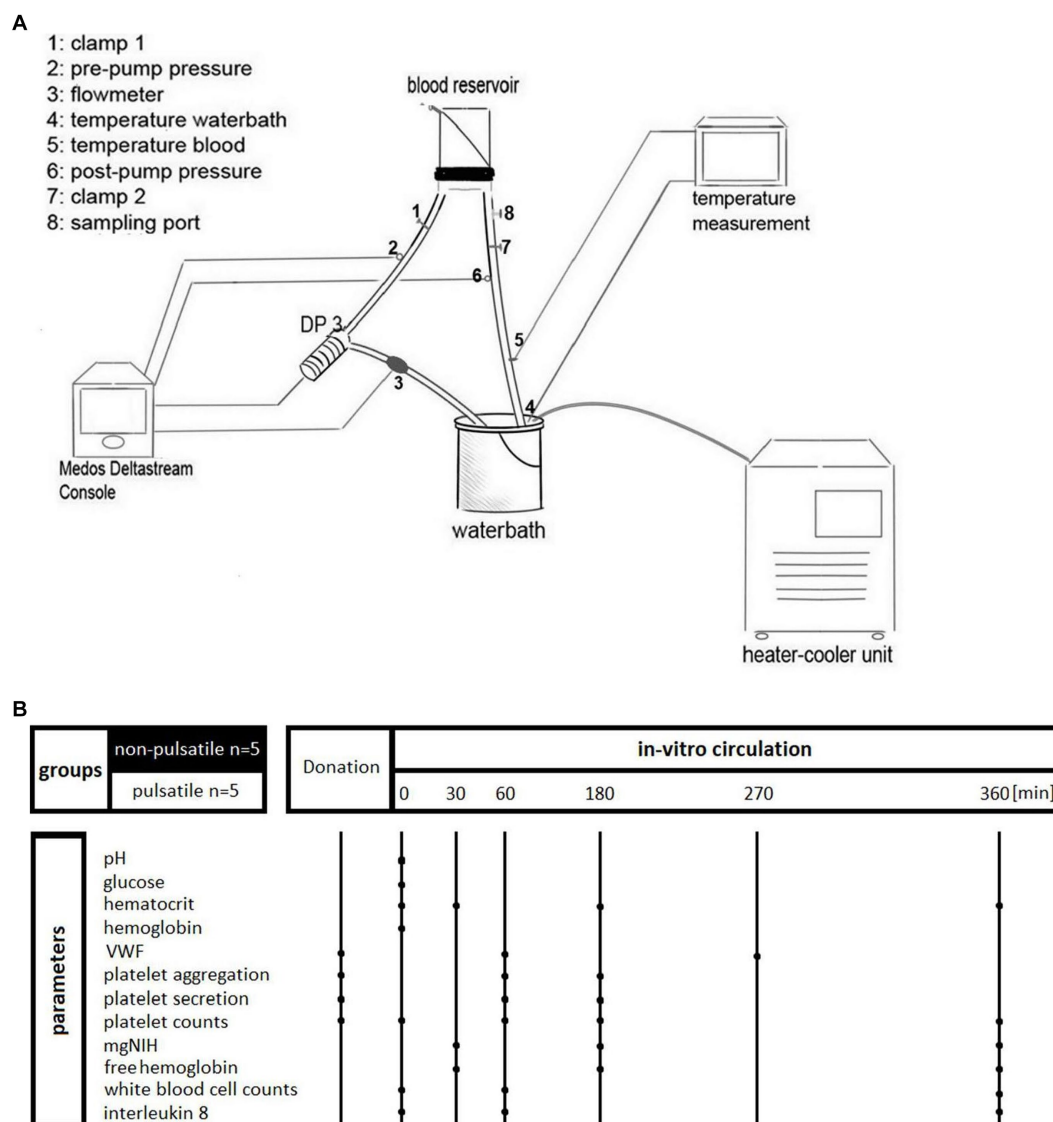 A
1: clamp 1
2: pre-pump pressure
3: flowmeter
4: temperature waterbath
5: temperature blood
6: post-pump pressure
7: clamp 2
8: sampling port
blood reservoir
temperature
measurement
1
8
2
7
6
DP 3
5
3
4
Medos Deltastream
Console
waterbath
heater-cooler unit
B
groups
non-pulsatile n=5
pulsatile n=5
Donation
in-vitro circulation
0 30 60 180 270 360 [min]
parameters
pH
glucose
hematocrit
hemoglobin
VWF
platelet aggregation
platelet secretion
platelet counts
mgNIH
free hemoglobin
white blood cell counts
interleukin 8